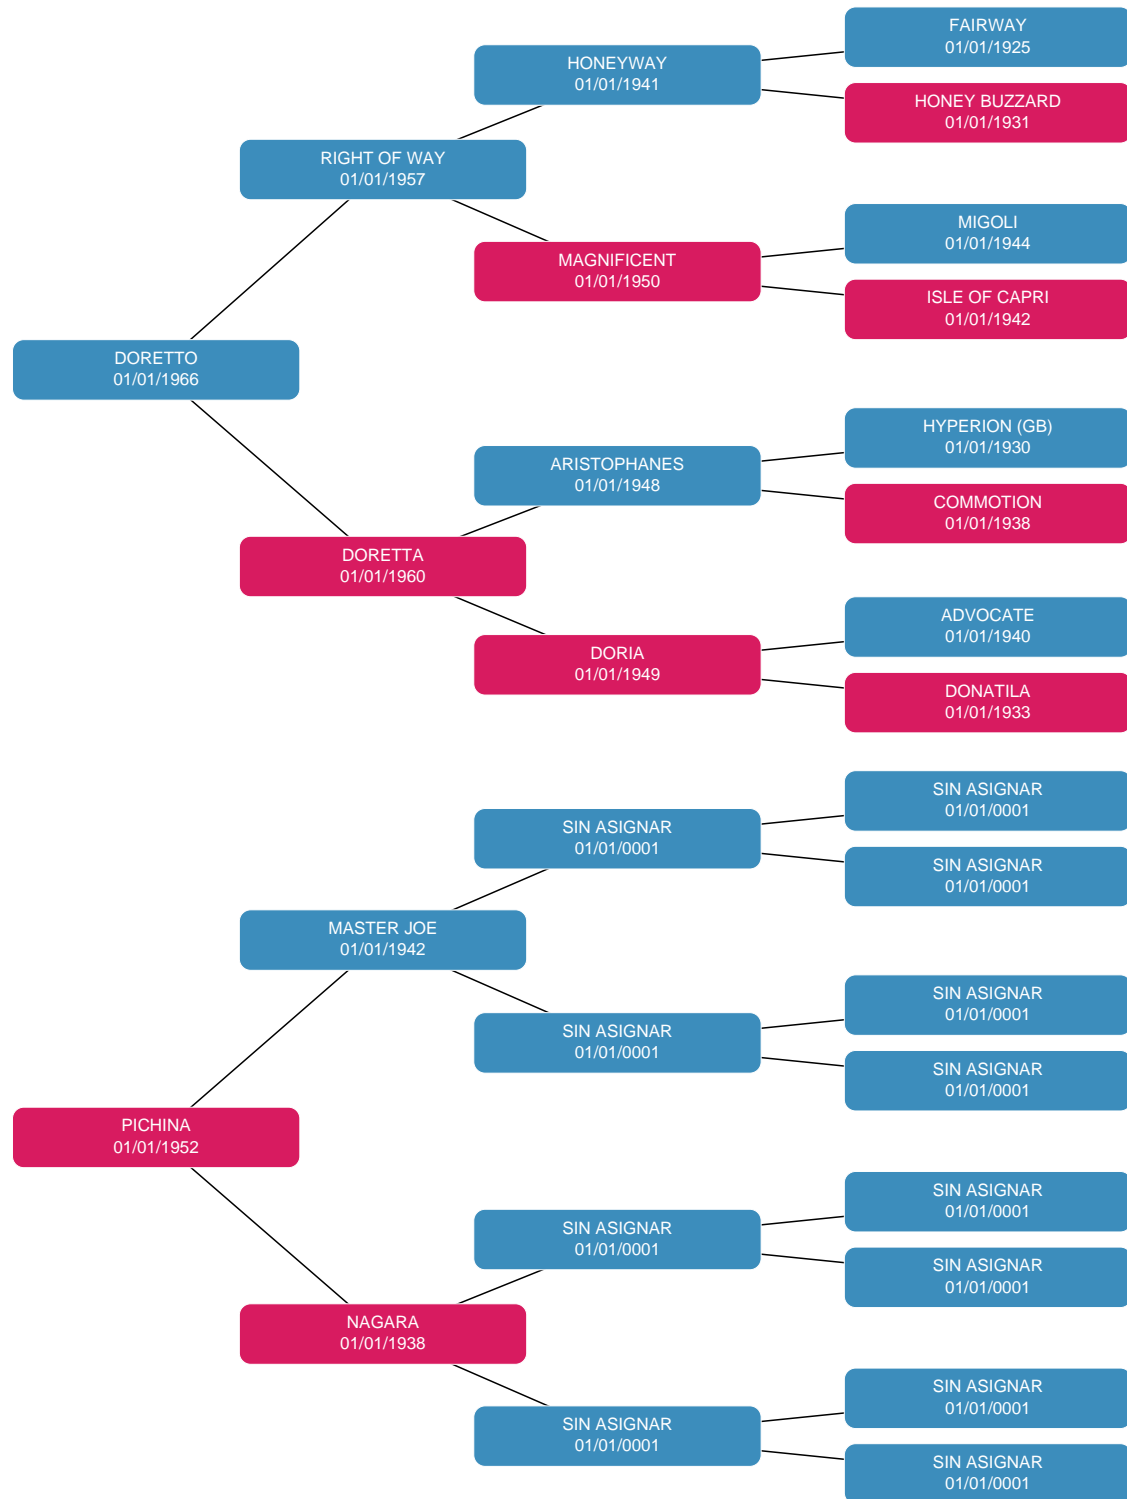 FAIRWAY
01/01/1925
HONEYWAY
01/01/1941
HONEY BUZZARD
01/01/1931
RIGHT OF WAY
01/01/1957
MIGOLI
01/01/1944
MAGNIFICENT
01/01/1950
ISLE OF CAPRI
01/01/1942
DORETTO
01/01/1966
HYPERION (GB)
01/01/1930
ARISTOPHANES
01/01/1948
COMMOTION
01/01/1938
DORETTA
01/01/1960
ADVOCATE
01/01/1940
DORIA
01/01/1949
DONATILA
01/01/1933
SIN ASIGNAR
01/01/0001
SIN ASIGNAR
01/01/0001
SIN ASIGNAR
01/01/0001
MASTER JOE
01/01/1942
SIN ASIGNAR
01/01/0001
SIN ASIGNAR
01/01/0001
SIN ASIGNAR
01/01/0001
PICHINA
01/01/1952
SIN ASIGNAR
01/01/0001
SIN ASIGNAR
01/01/0001
SIN ASIGNAR
01/01/0001
NAGARA
01/01/1938
SIN ASIGNAR
01/01/0001
SIN ASIGNAR
01/01/0001
SIN ASIGNAR
01/01/0001